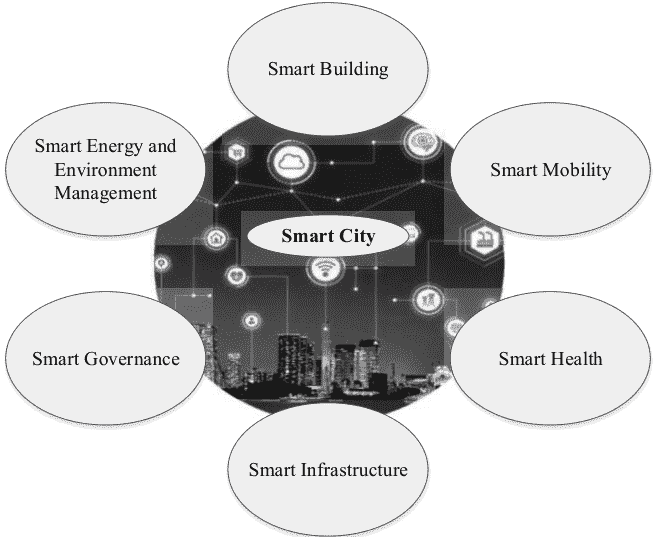 Smart Building
Smart Energy and
Environment
Management
Smart Mobility
Smart City
Smart Governance
Smart Health
Smart Infrastructure